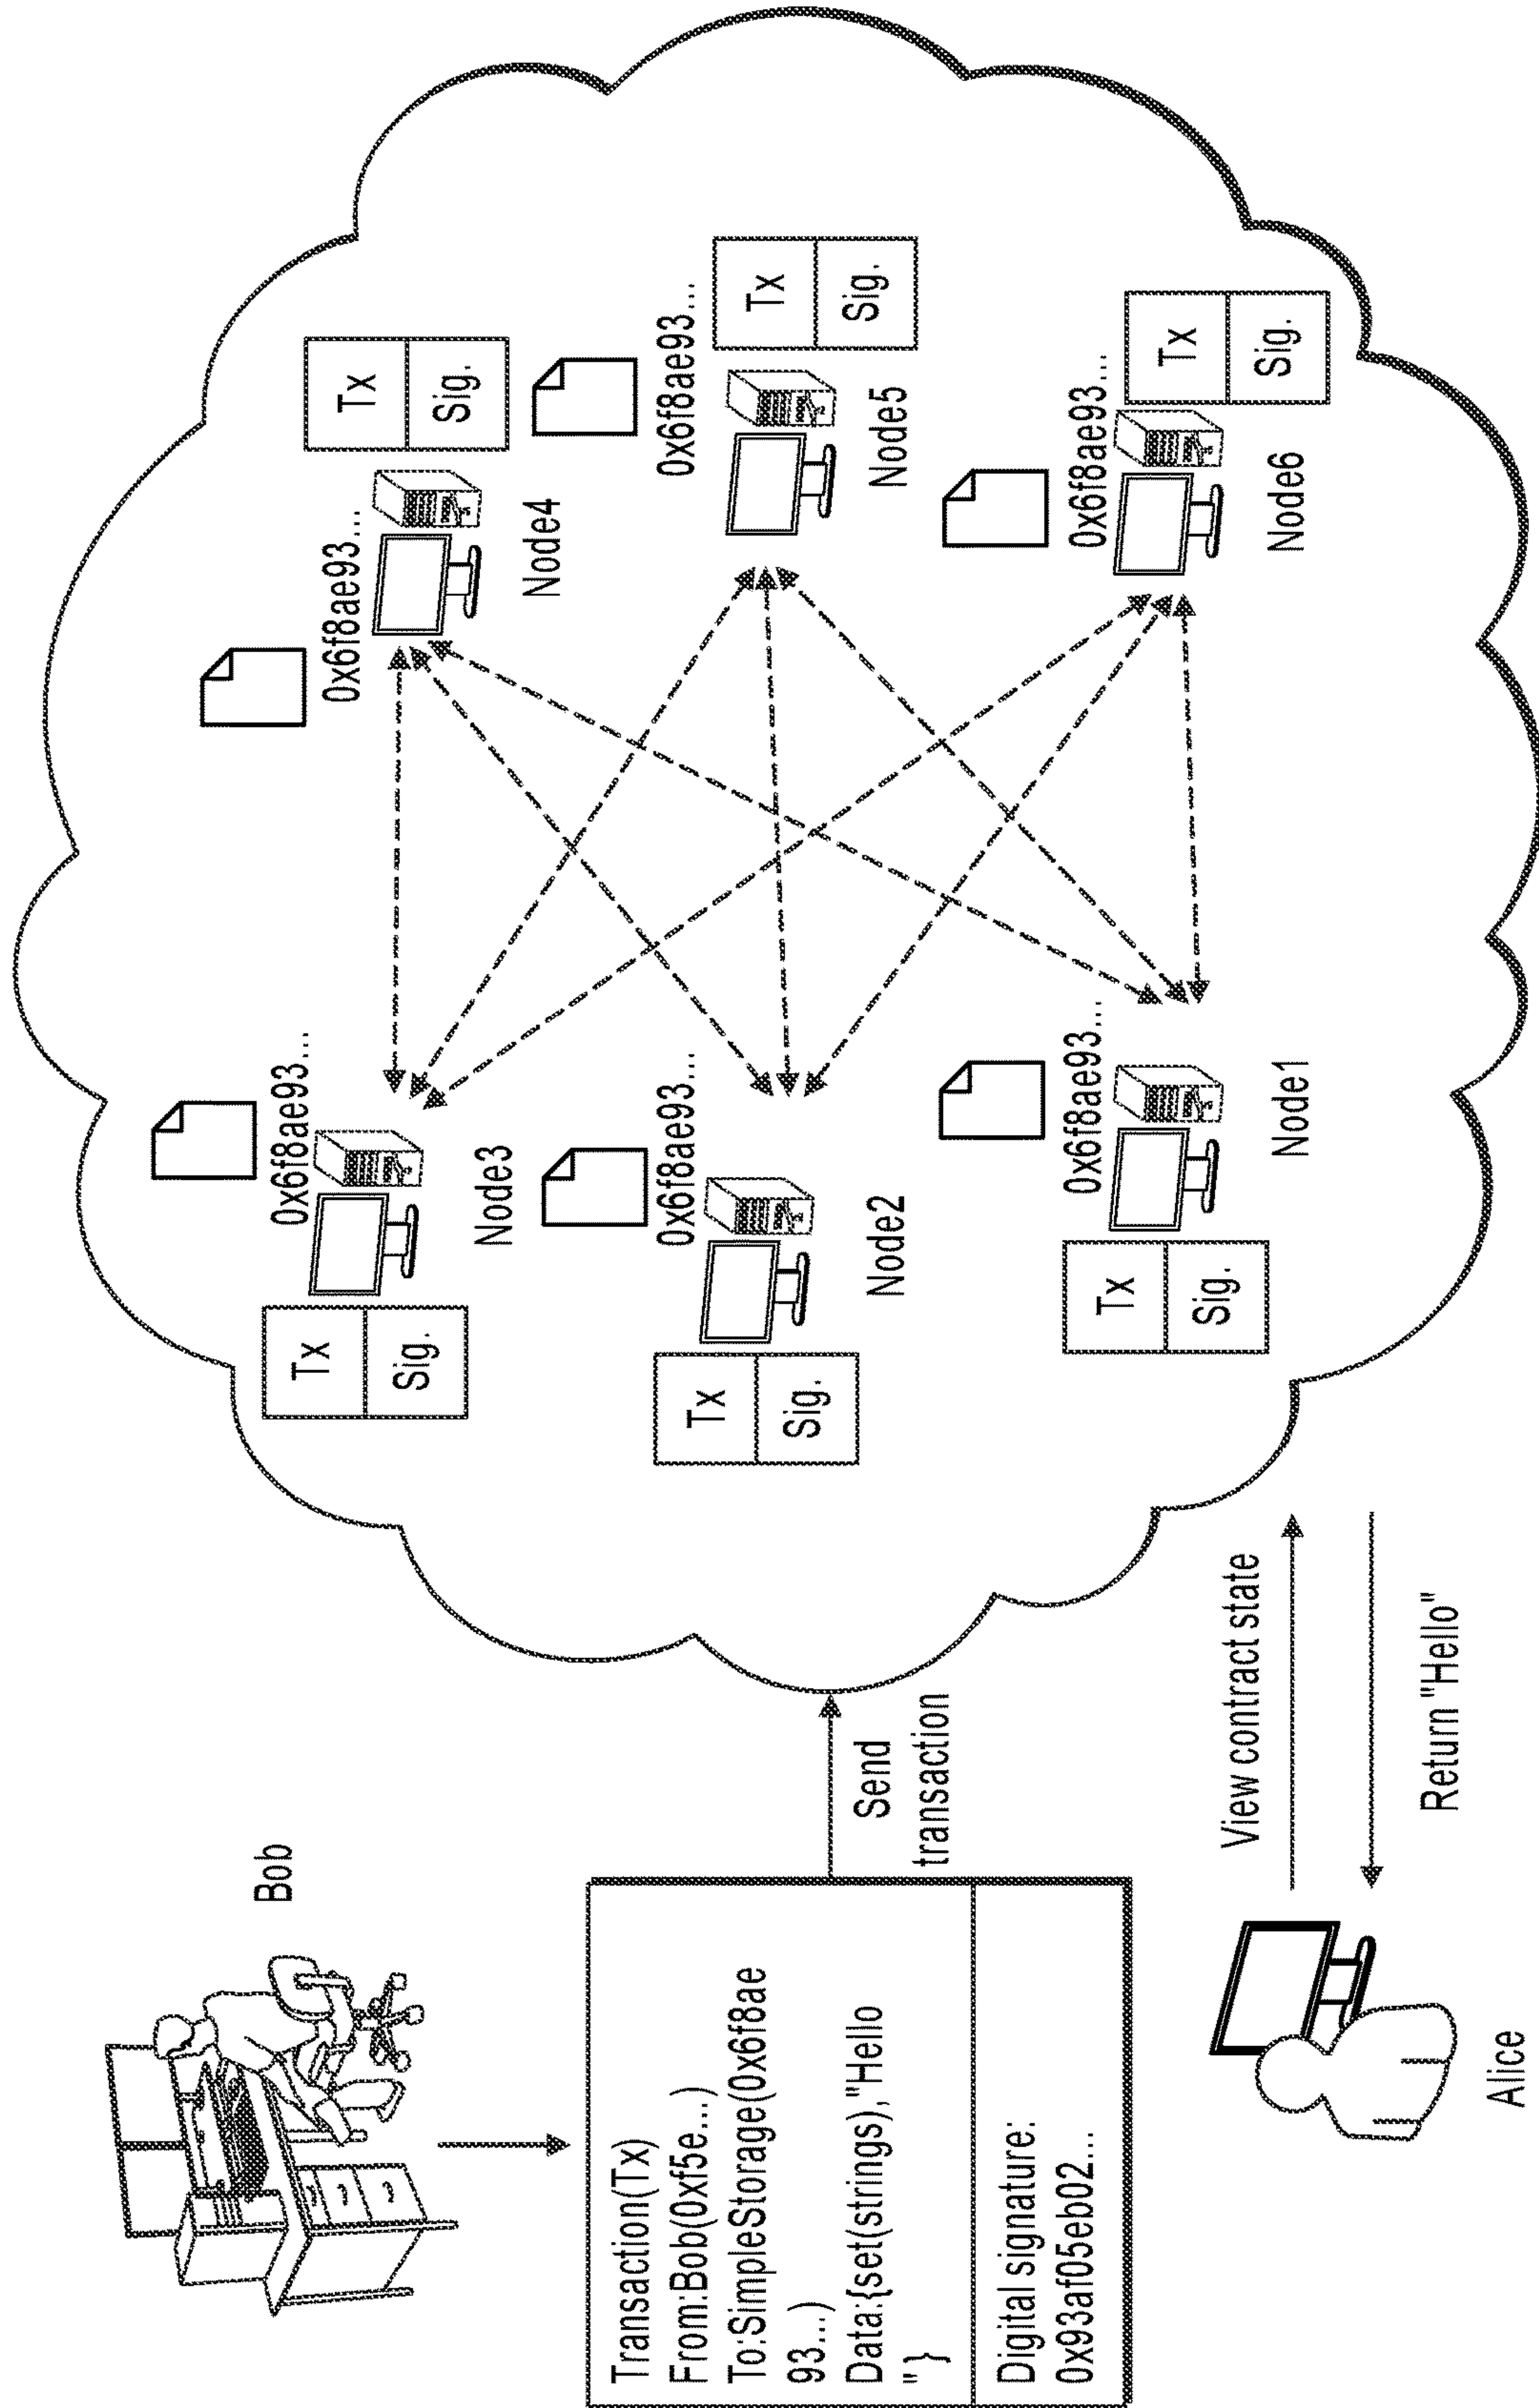 Bob
Transaction(Tx)
From:Bob(0xf5e...)
To:SimpleStorage(0x6f8ae
93...)
Data:{set(strings),"Hello
"}
Digital signature:
0x93af05eb02...
Send
transaction
View contract state
Return "Hello"
Alice
0x6f8ae93...
Tx
Sig.
Node3
0x6f8ae93...
Tx
Sig.
Node2
0x6f8ae93...
Tx
Sig.
Node1
0x6f8ae93...
Tx
Sig.
Node4
0x6f8ae93...
Tx
Sig.
Node5
0x6f8ae93...
Tx
Sig.
Node6